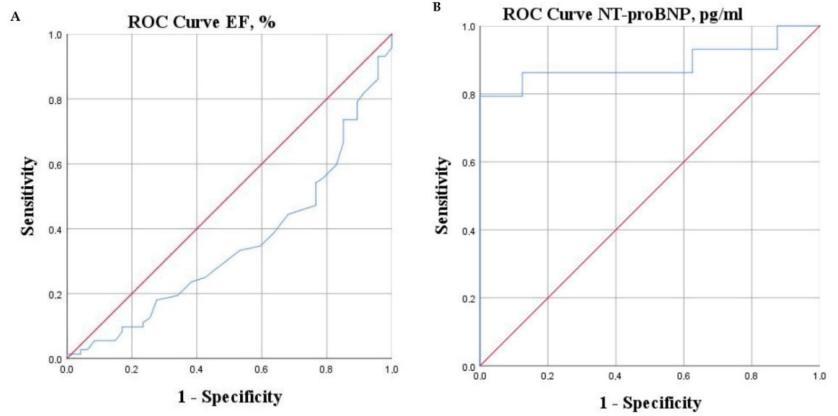 A
ROC Curve EF, %
1.0
0.8
0.6
0.4
0.2
0.0
0.0 0.2 0.4 0.6 0.8 1.0
Sensitivity
1 - Specificity
B
ROC Curve NT-proBNP, pg/ml
1.0
0.8
0.6
0.4
0.2
0.0
0.0 0.2 0.4 0.6 0.8 1.0
Sensitivity
1 - Specificity